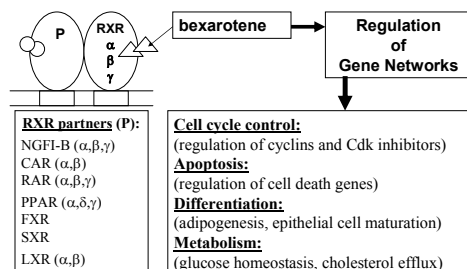 P
RXR
α
β
γ
bexarotene
Regulation
of
Gene Networks
RXR partners (P):
NGFI-B (α,β,γ)
CAR (α,β)
RAR (α,β,γ)
PPAR (α,δ,γ)
FXR
SXR
LXR (α,β)
Cell cycle control:
(regulation of cyclins and Cdk inhibitors)
Apoptosis:
(regulation of cell death genes)
Differentiation:
(adipogenesis, epithelial cell maturation)
Metabolism:
(glucose homeostasis, cholesterol efflux)